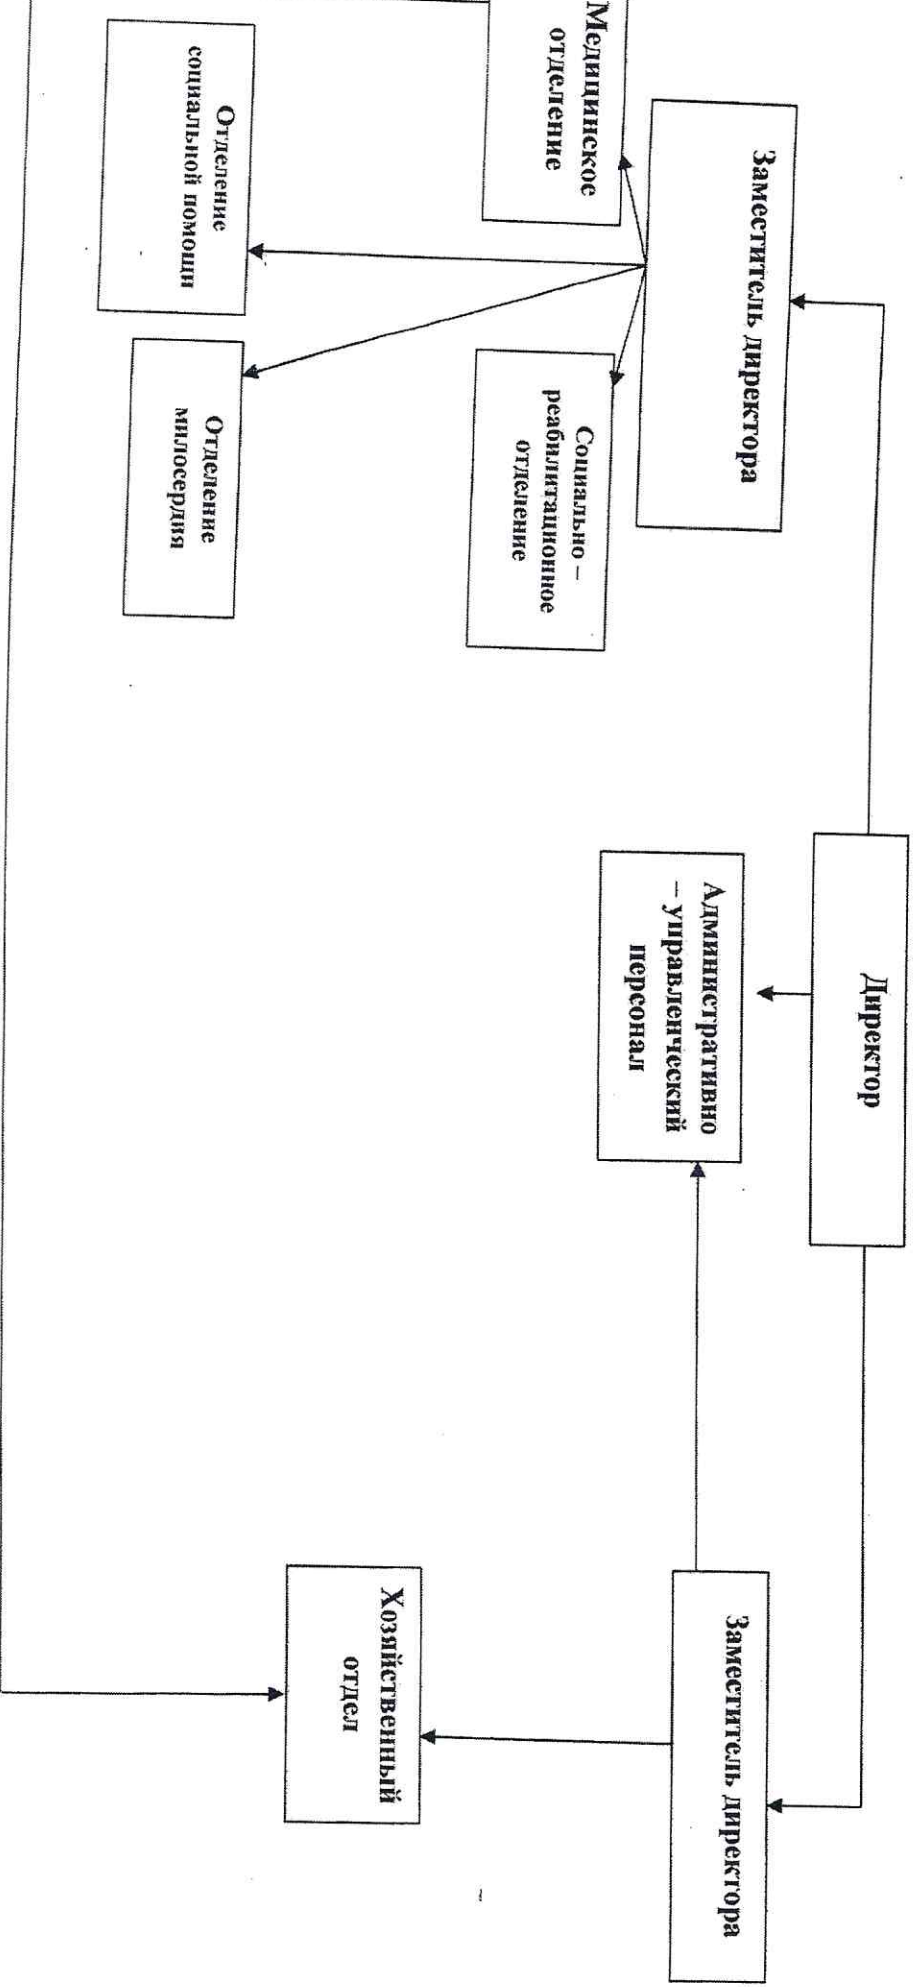 Директор
Заместитель директора
Административно
– управленческий
персонал
Заместитель директора
Медицинское
отделение
Социально –
реабилитационное
отделение
Отделение
социальной помощи
Отделение
милосердия
Хозяйственный
отдел